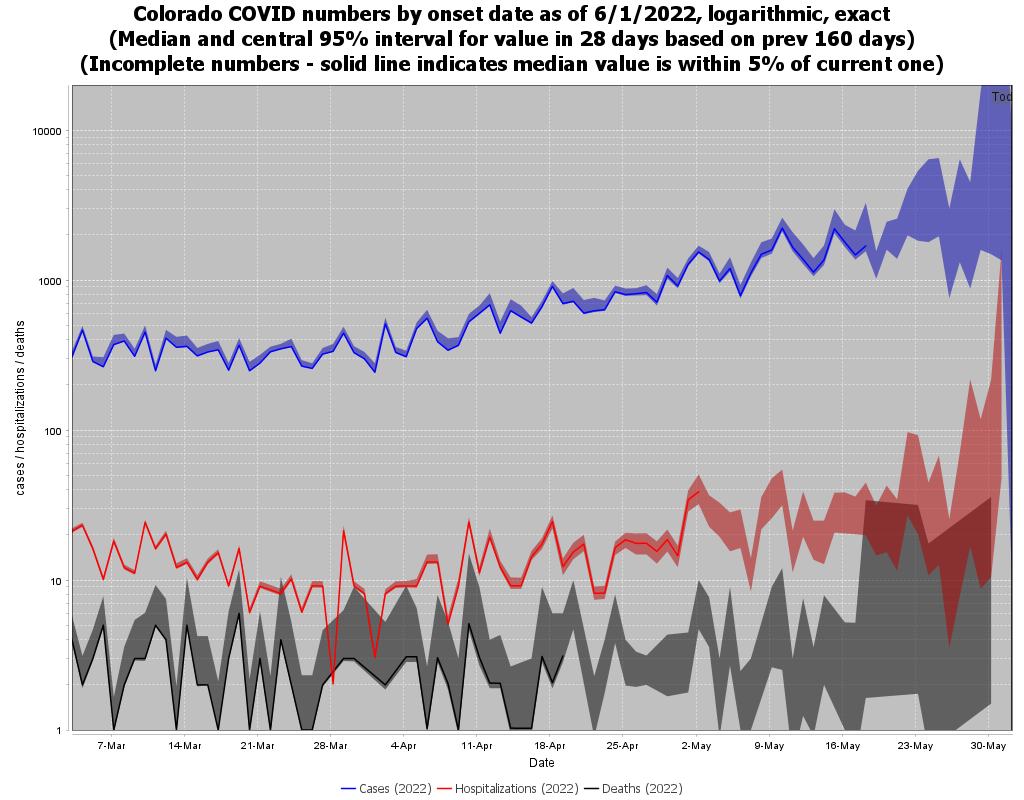 Colorado COVID numbers by onset date as of 6/1/2022, logarithmic, exact
(Median and central 95% interval for value in 28 days based on prev 160 days)
(Incomplete numbers - solid line indicates median value is within 5% of current one)
Tod
10000
1000
100
10
1
cases / hospitalizations / deaths
7-Mar 14-Mar 21-Mar 28-Mar 4-Apr 11-Apr 18-Apr 25-Apr 2-May 9-May 16-May 23-May 30-May
Date
Cases (2022) Hospitalizations (2022) Deaths (2022)